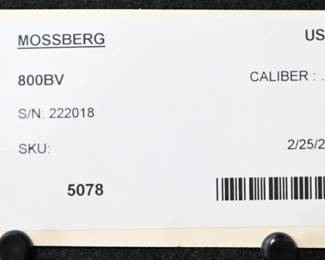 MOSSBERG US
800BV CALIBER : .
S/N: 222018
SKU: 2/25/2
5078